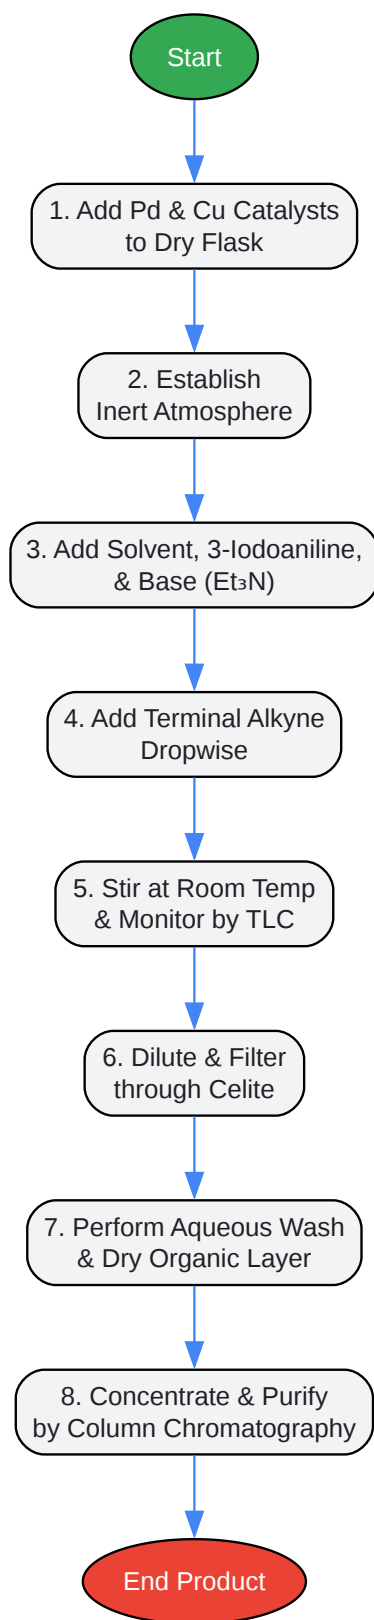 Start
1. Add Pd & Cu Catalysts
to Dry Flask
2. Establish
Inert Atmosphere
3. Add Solvent, 3-Iodoaniline,
& Base (Et₃N)
4. Add Terminal Alkyne
Dropwise
5. Stir at Room Temp
& Monitor by TLC
6. Dilute & Filter
through Celite
7. Perform Aqueous Wash
& Dry Organic Layer
8. Concentrate & Purify
by Column Chromatography
End Product